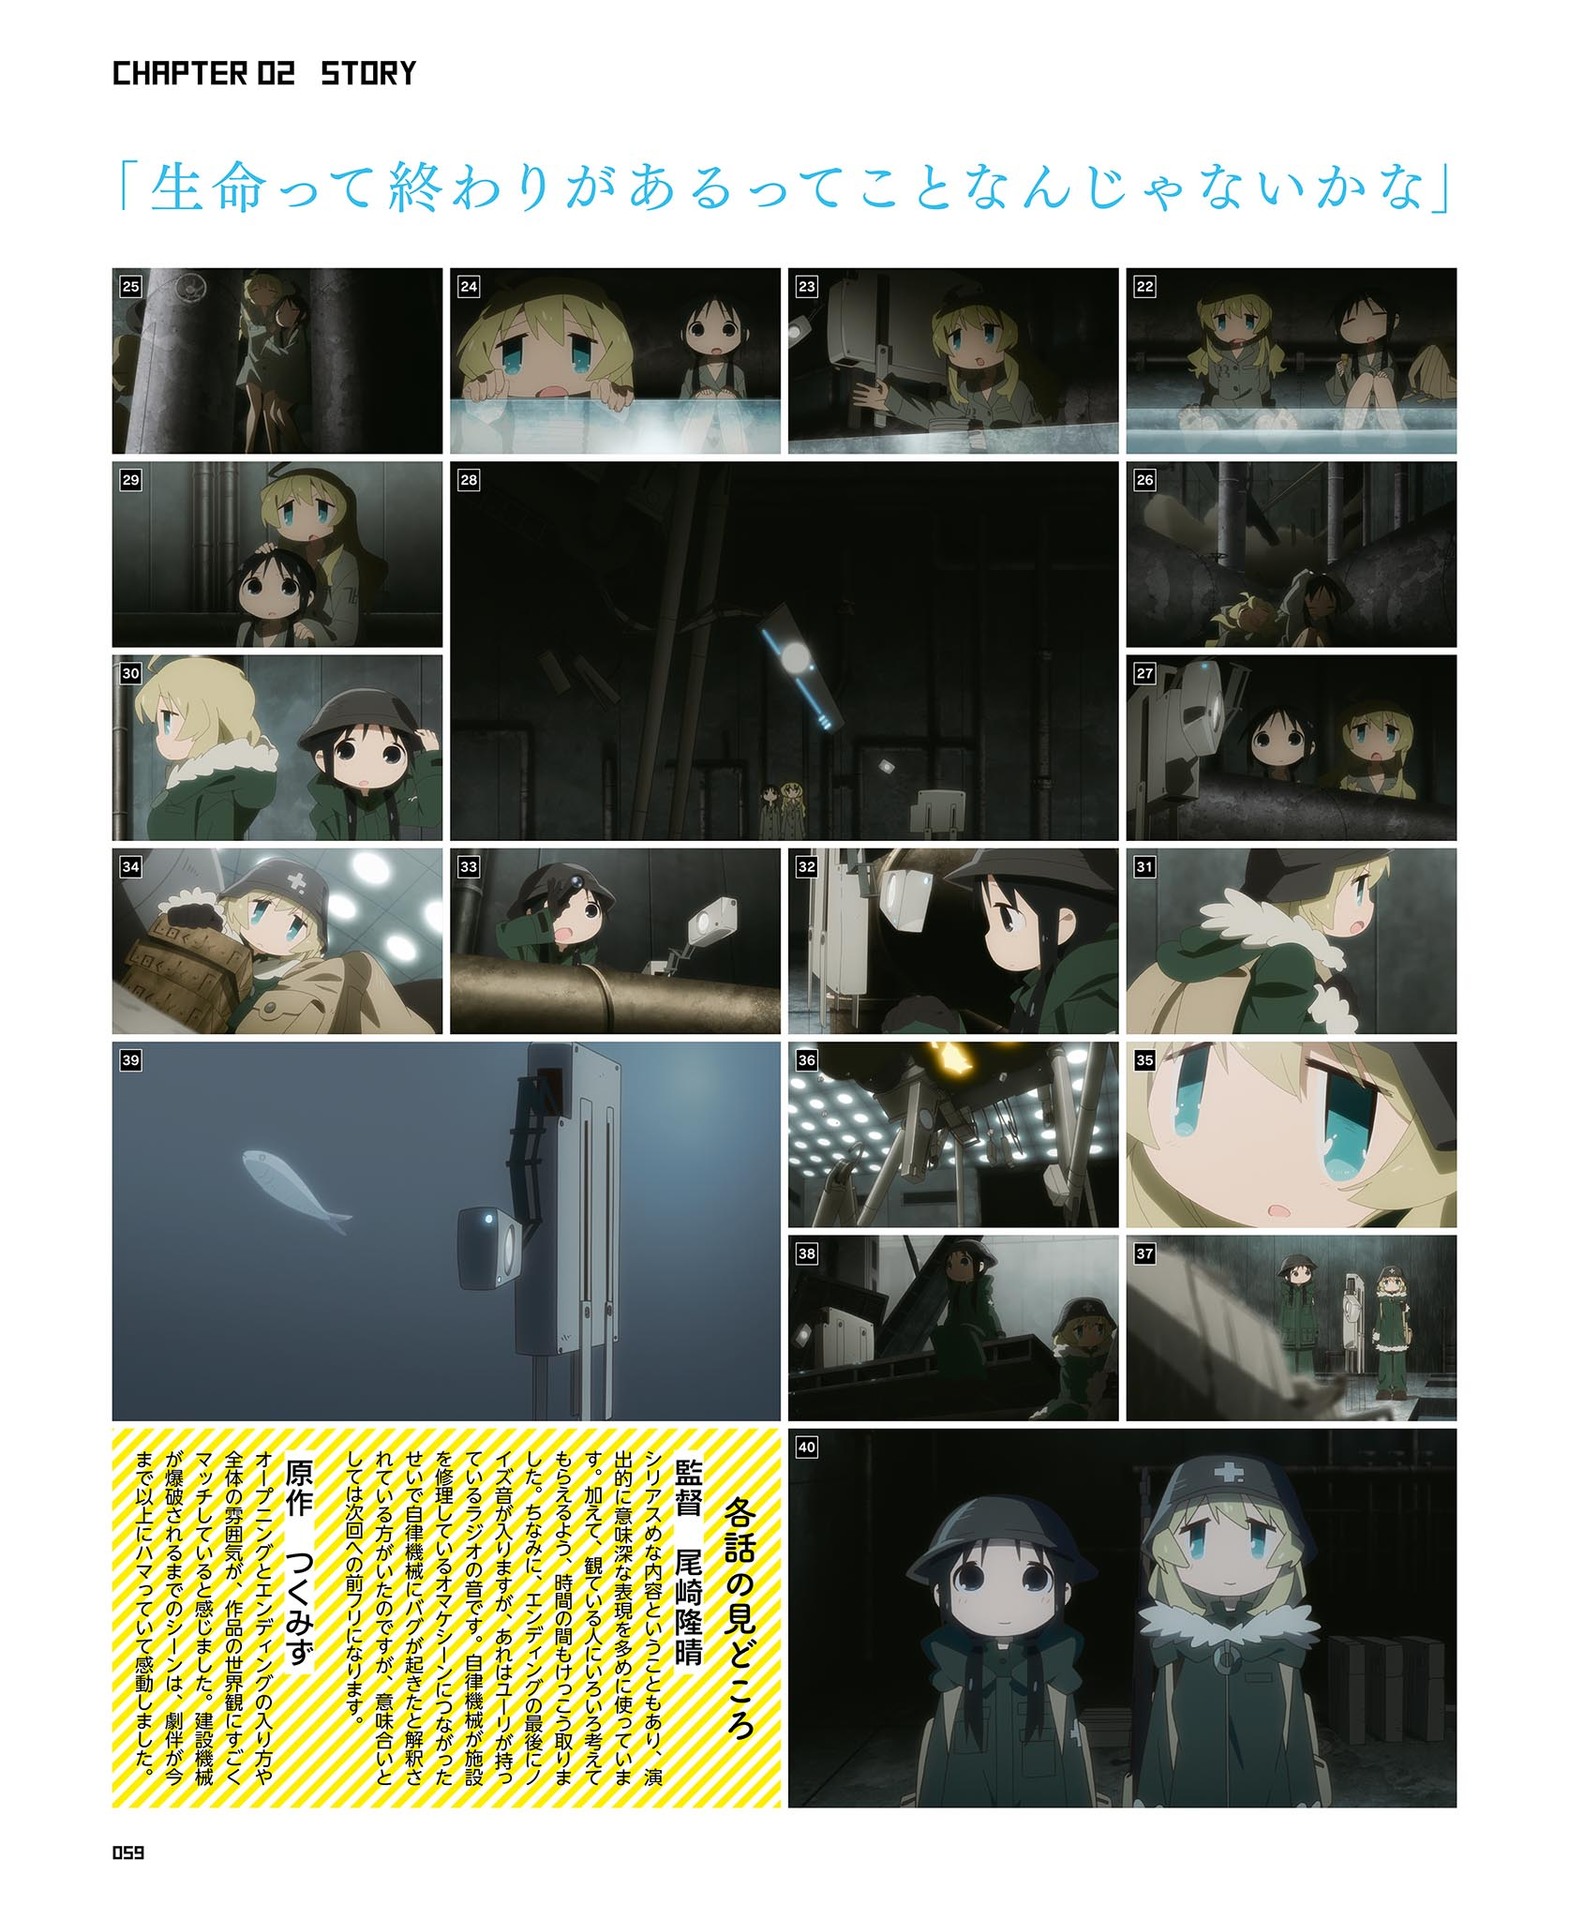 CHAPTER 02 STORY
「生命って終わりがあるってことなんじゃないかな」
25
24
23
22
29
28
26
30
27
34
33
32
31
39
36
35
38
37
40
各話の見どころ
監督 尾崎隆晴
シリアスめな内容ということもあり、演
出的に意味深な表現を多めに使っていま
す。加えて、観ている人にいろいろ考えて
もらえるよう、時間の間もけっこう取りま
した。ちなみに、エンディングの最後にノ
イズ音が入りますが、あれはユーリが持っ
ているラジオの音です。自律機械が施設
を修理しているオマケシーンにつながった
せいで自律機械にバグが起きたと解釈さ
れている方がいたのですが、意味合いと
しては次回への前フリになります。
原作 つくみず
オープニングとエンディングの入り方や
全体の雰囲気が、作品の世界観にすごく
マッチしていると感じました。建設機械
が爆破されるまでのシーンは、劇伴が今
まで以上にハマっていて感動しました。
059